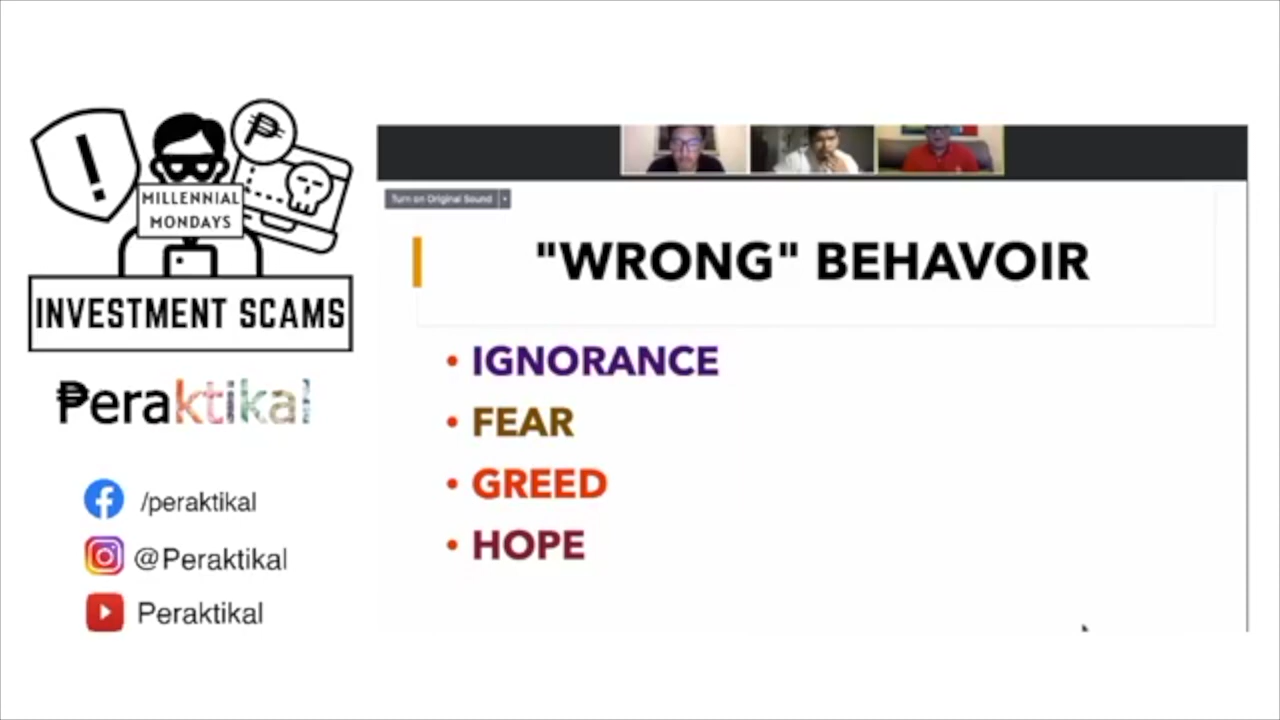 MILLENNIAL
MONDAYS
INVESTMENT SCAMS
₱eraktikal
/peraktikal
@Peraktikal
Peraktikal
Turn on Original Sound
"WRONG" BEHAVOIR
• IGNORANCE
• FEAR
• GREED
• HOPE